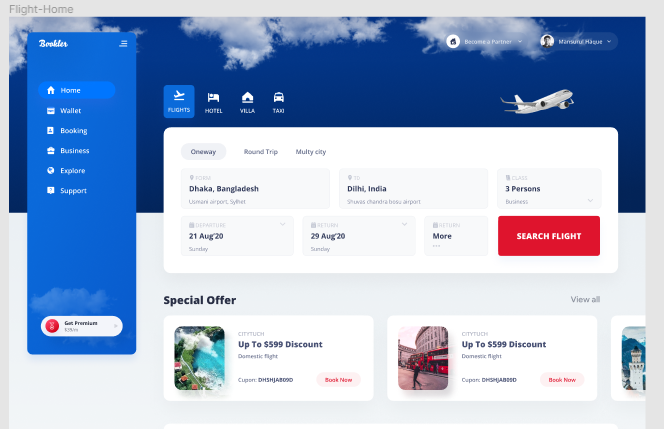 Flight-Home
Bookler
Become a Partner
Mansurul Haque
Home
Wallet
Booking
Business
Explore
Support
Get Premium
$39/m
FLIGHTS
HOTEL
VILLA
TAXI
Oneway
Round Trip
Multy city
FORM
Dhaka, Bangladesh
Usmani airport, Sylhet
TO
Dilhi, India
Shuvas chandra bosu airport
CLASS
3 Persons
Business
DEPARTURE
21 Aug'20
Sunday
RETURN
29 Aug'20
Sunday
RETURN
More
SEARCH FLIGHT
Special Offer
View all
CITYTUCH
Up To $599 Discount
Domestic flight
Cupon: DHSHJAB09D
Book Now
CITYTUCH
Up To $599 Discount
Domestic flight
Cupon: DHSHJAB09D
Book Now